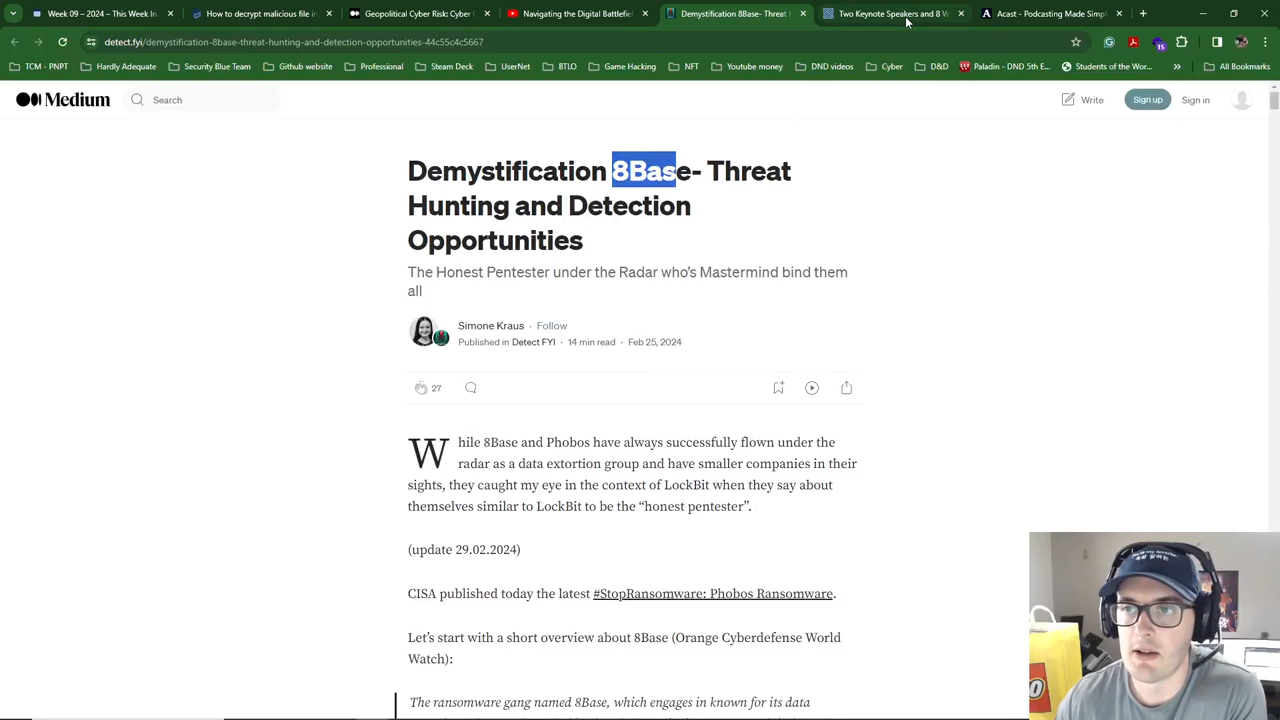 2024 – 09 – This Week I
How to decrypt malicious file i
Geopolitical Cyber Risk: Cyber
Navigating the Digital Battlefiel
Demystification 8Base- Threat
Two Keynote Speakers and 8 W
Acast - Podcasting Made Simpl
detect.fyi/demystification-8base-threat-hunting-and-detection-opportunities-44c55c4c5667
15
TCM - PNPT
Hardly Adequate
Security Blue Team
Github website
Professional
Steam Deck
UserNet
BTLO
Game Hacking
NFT
Youtube money
DND videos
Cyber
D&D
Paladin - DND 5th E...
Students of the Wor...
All Bookmarks
Medium
Search
Write
Sign up
Sign in
Demystification 8Base- Threat
Hunting and Detection
Opportunities
The Honest Pentester under the Radar who's Mastermind bind them
all
Simone Kraus · Follow
Published in Detect FYI · 14 min read · Feb 25, 2024
27
While 8Base and Phobos have always successfully flown under the
radar as a data extortion group and have smaller companies in their
sights, they caught my eye in the context of LockBit when they say about
themselves similar to LockBit to be the “honest pentester”.
(update 29.02.2024)
CISA published today the latest #StopRansomware: Phobos Ransomware.
Let's start with a short overview about 8Base (Orange Cyberdefense World
Watch):
The ransomware gang named 8Base, which engages in known for its data